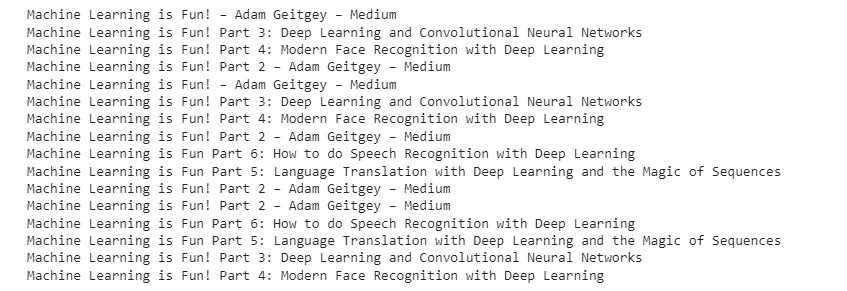 Machine Learning is Fun! – Adam Geitgey – Medium
Machine Learning is Fun! Part 3: Deep Learning and Convolutional Neural Networks
Machine Learning is Fun! Part 4: Modern Face Recognition with Deep Learning
Machine Learning is Fun! Part 2 – Adam Geitgey – Medium
Machine Learning is Fun! – Adam Geitgey – Medium
Machine Learning is Fun! Part 3: Deep Learning and Convolutional Neural Networks
Machine Learning is Fun! Part 4: Modern Face Recognition with Deep Learning
Machine Learning is Fun! Part 2 – Adam Geitgey – Medium
Machine Learning is Fun Part 6: How to do Speech Recognition with Deep Learning
Machine Learning is Fun Part 5: Language Translation with Deep Learning and the Magic of Sequences
Machine Learning is Fun! Part 2 – Adam Geitgey – Medium
Machine Learning is Fun! Part 2 – Adam Geitgey – Medium
Machine Learning is Fun Part 6: How to do Speech Recognition with Deep Learning
Machine Learning is Fun Part 5: Language Translation with Deep Learning and the Magic of Sequences
Machine Learning is Fun! Part 3: Deep Learning and Convolutional Neural Networks
Machine Learning is Fun! Part 4: Modern Face Recognition with Deep Learning